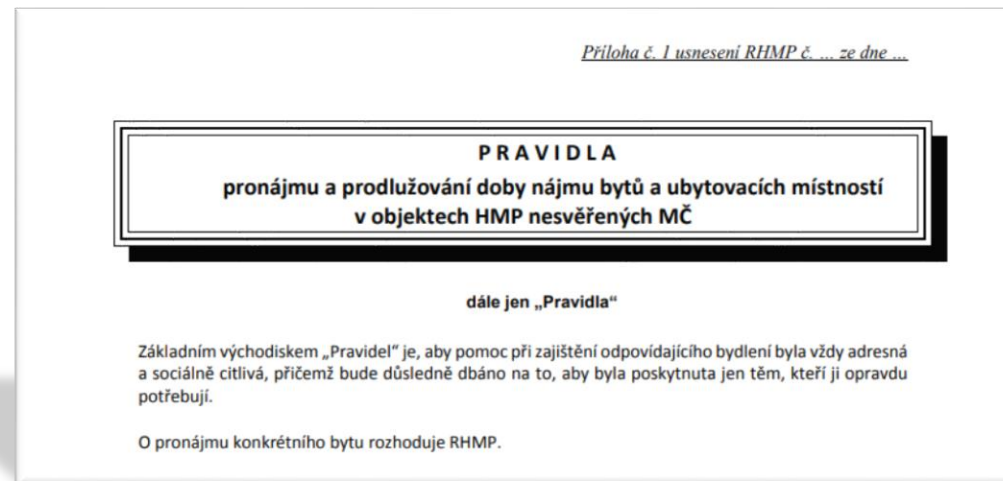 Příloha č. 1 usnesení RHMP č. ... ze dne ...
P R A V I D L A
pronájmu a prodlužování doby nájmu bytů a ubytovacích místností
v objektech HMP nesvěřených MČ
dále jen „Pravidla“
Základním východiskem „Pravidel“ je, aby pomoc při zajištění odpovídajícího bydlení byla vždy adresná
a sociálně citlivá, přičemž bude důsledně dbáno na to, aby byla poskytnuta jen těm, kteří ji opravdu
potřebují.
O pronájmu konkrétního bytu rozhoduje RHMP.